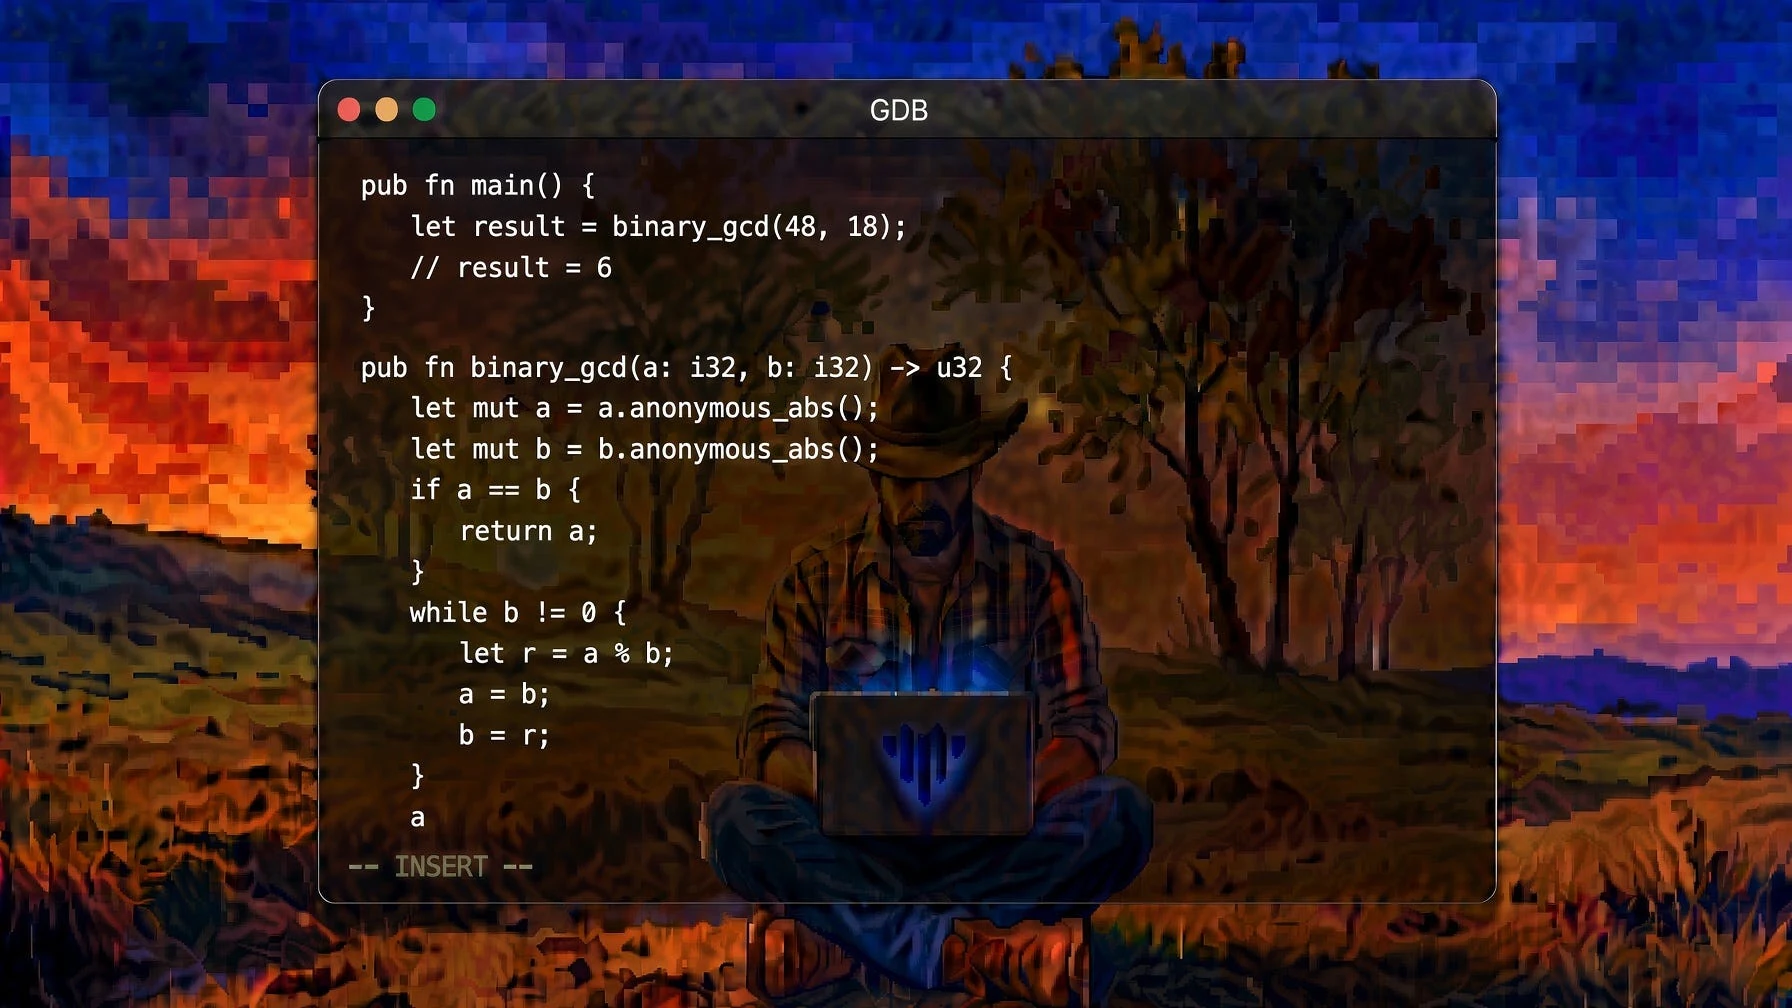 GDB
pub fn main() {
let result = binary_gcd(48, 18);
// result = 6
}
pub fn binary_gcd(a: i32, b: i32) -> u32 {
let mut a = a.anonymous_abs();
let mut b = b.anonymous_abs();
if a == b {
return a;
}
while b != 0 {
let r = a % b;
a = b;
b = r;
}
a
-- INSERT --